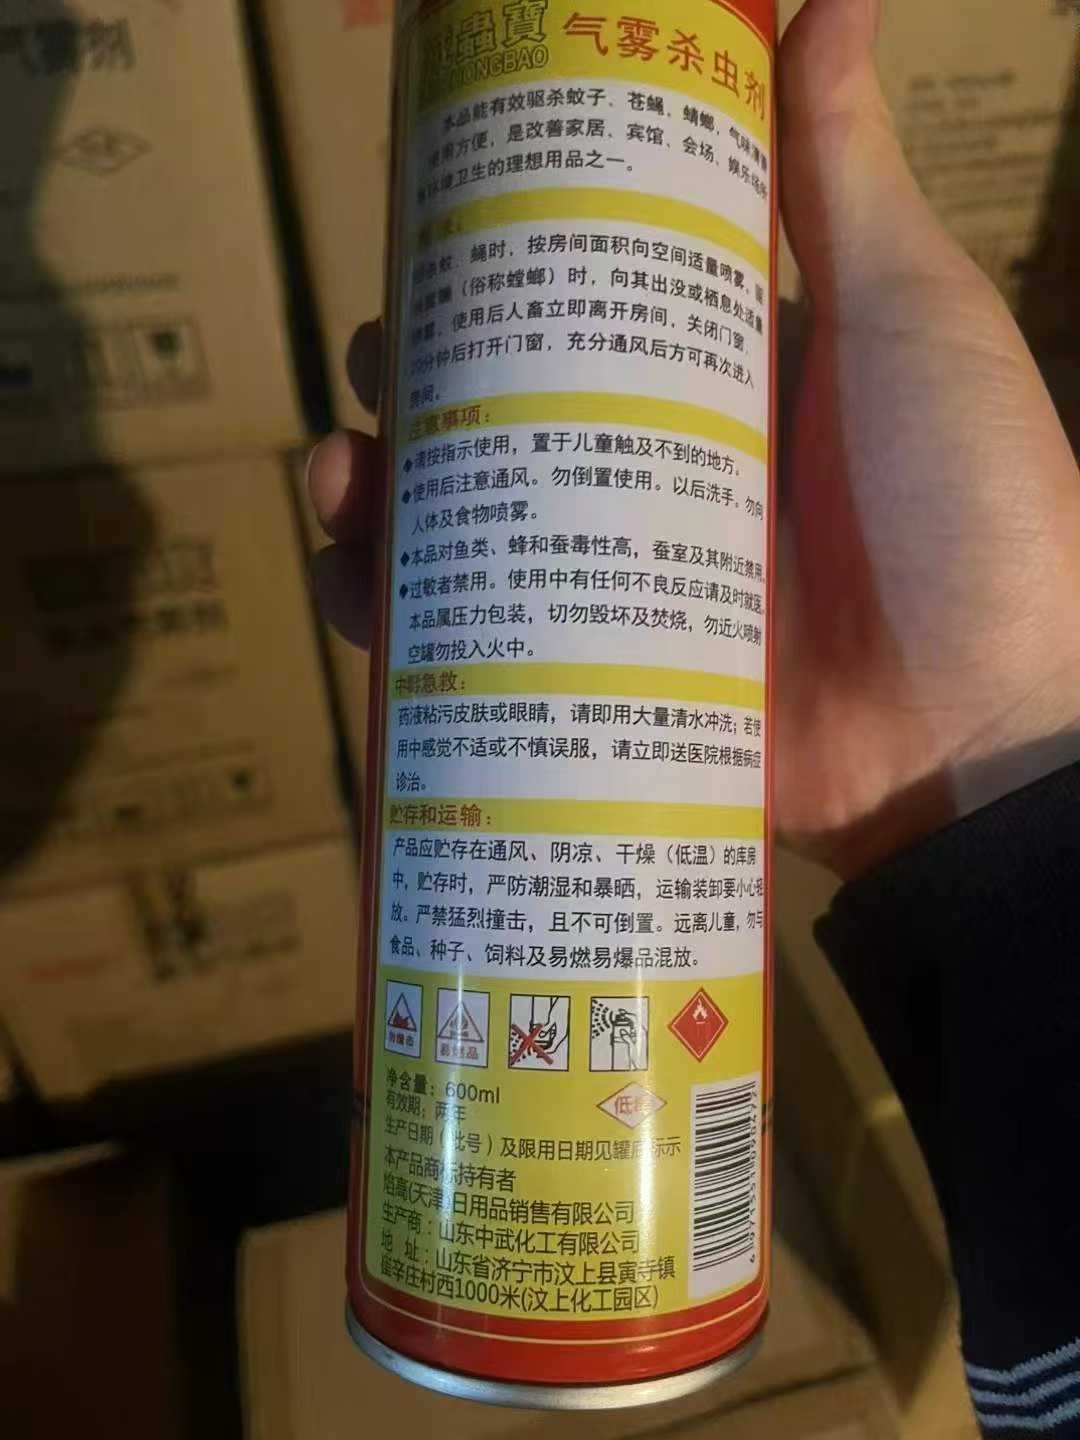 气雾剂
蟲寶 气雾杀虫剂
CHONGBAO
本品能有效驱杀蚊子、苍蝇、蜻螂，气味清
使用方便，是改善家居、宾馆、会场、娱乐场所
等环境卫生的理想用品之一。
杀蚊、蝇时，按房间面积向空间适量喷雾。
（俗称螳螂）时，向其出没或栖息处适量
喷雾，使用后人畜立即离开房间，关闭门窗，
20分钟后打开门窗，充分通风后方可再次进入
房间。
注意事项：
◆请按指示使用，置于儿童触及不到的地方。
◆使用后注意通风。勿倒置使用。以后洗手。勿向
人体及食物喷雾。
◆本品对鱼类、蜂和蚕毒性高，蚕室及其附近禁用。
◆过敏者禁用。使用中有任何不良反应请及时就医。
本品属压力包装，切勿毁坏及焚烧，勿近火喷射
空罐勿投入火中。
中毒急救：
药液粘污皮肤或眼睛，请即用大量清水冲洗；若使
用中感觉不适或不慎误服，请立即送医院根据病症
诊治。
贮存和运输：
产品应贮存在通风、阴凉、干燥（低温）的库房
中，贮存时，严防潮湿和暴晒，运输装卸要小心轻
放。严禁猛烈撞击，且不可倒置。远离儿童，勿与
食品、种子、饲料及易燃易爆品混放。
易燃品
净含量：600ml
低毒
有效期：两年
生产日期（批号）及限用日期见罐底标示
本产品商标持有者
焰高(天津)日用品销售有限公司
生产商：山东中武化工有限公司
地 址：山东省济宁市汶上县寅寺镇
崔辛庄村西1000米(汶上化工园区)